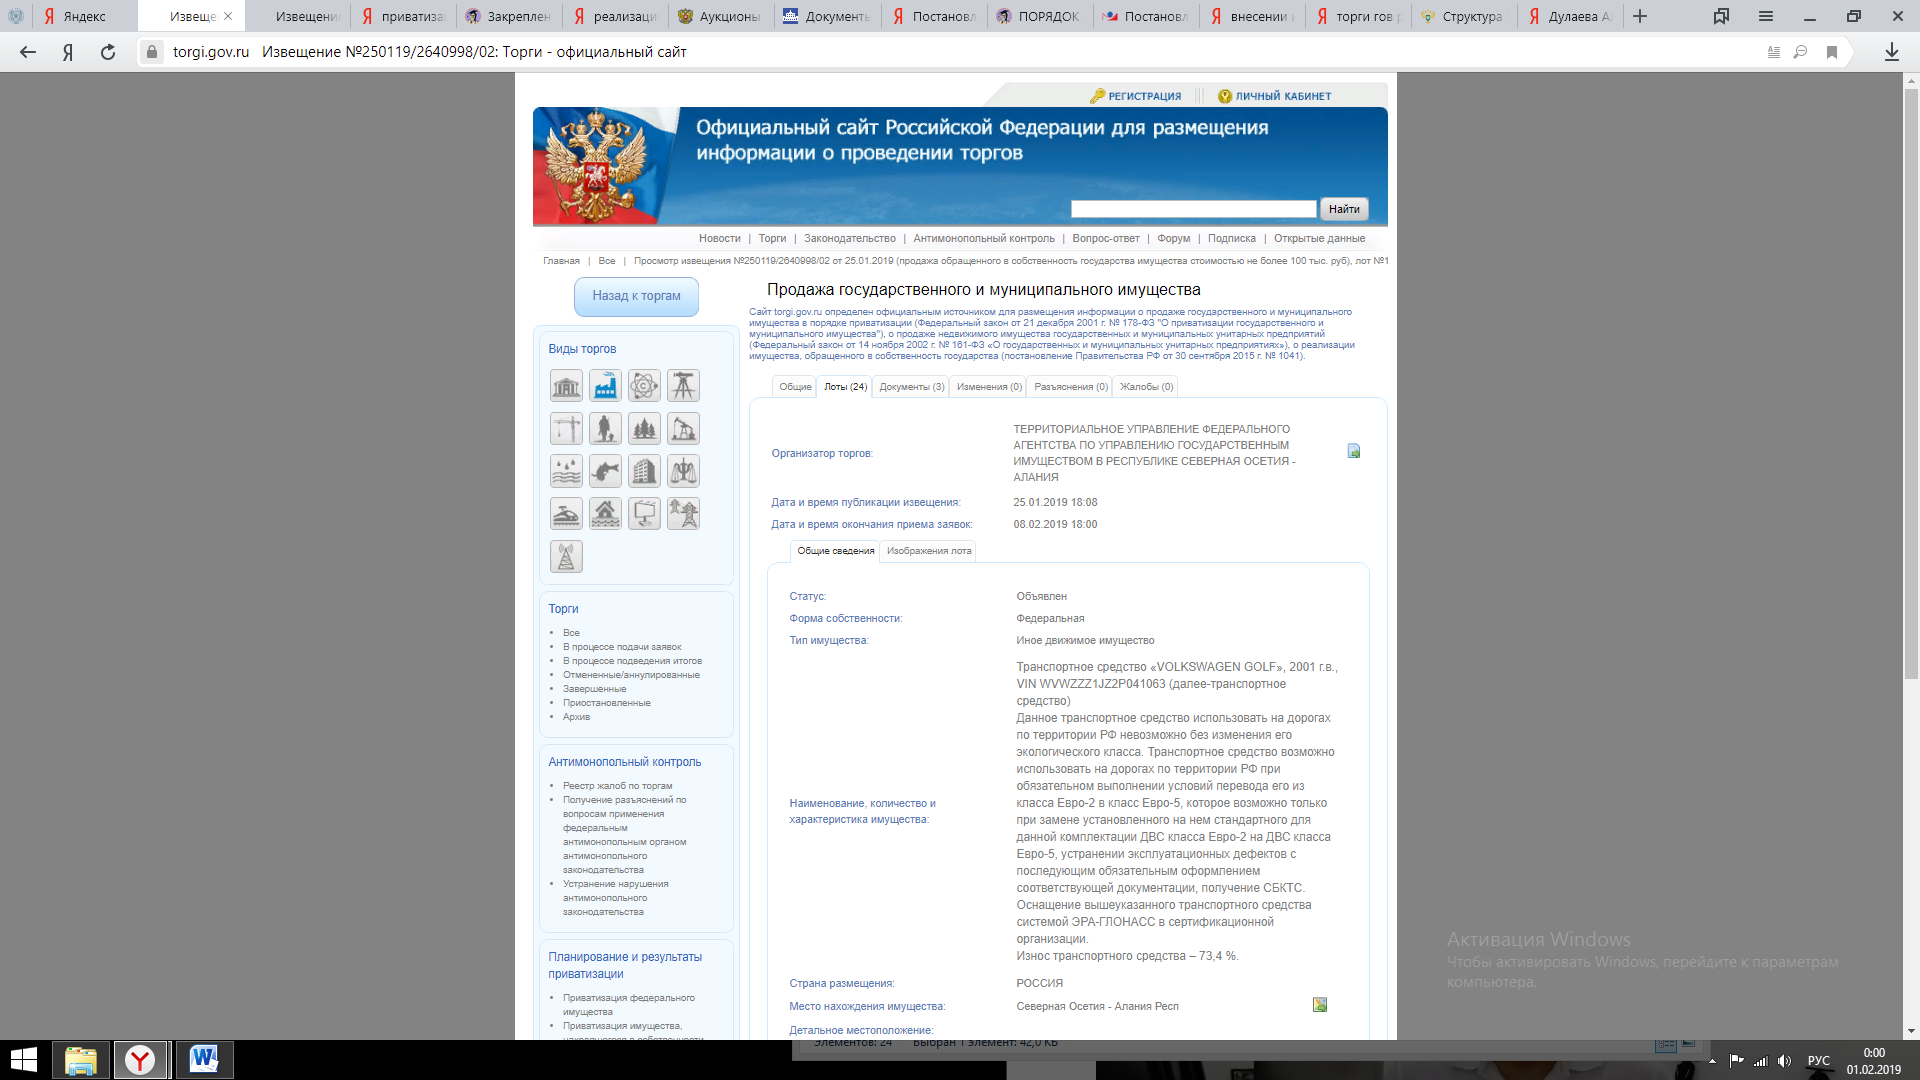 Яндекс
Извеще
Извещени
приватиза
Закреплен
реализаци
Аукционы
Документы
Постановл
ПОРЯДОК
Постановл
внесении и
торги гов р
Структура
Дулаева Ал
torgi.gov.ru Извещение №250119/2640998/02: Торги - официальный сайт
РЕГИСТРАЦИЯ ЛИЧНЫЙ КАБИНЕТ
Официальный сайт Российской Федерации для размещения
информации о проведении торгов
Найти
Новости | Торги | Законодательство | Антимонопольный контроль | Вопрос-ответ | Форум | Подписка | Открытые данные
Главная | Все | Просмотр извещения №250119/2640998/02 от 25.01.2019 (продажа обращенного в собственность государства имущества стоимостью не более 100 тыс. руб), лот №1
Назад к торгам
Виды торгов
Торги
• Все
• В процессе подачи заявок
• В процессе подведения итогов
• Отмененные/аннулированные
• Завершенные
• Приостановленные
• Архив
Антимонопольный контроль
• Реестр жалоб по торгам
• Получение разъяснений по
вопросам применения
федеральным
антимонопольным органом
антимонопольного
законодательства
• Устранение нарушения
антимонопольного
законодательства
Планирование и результаты
приватизации
• Приватизация федерального
имущества
• Приватизация имущества,
находящегося в собственности
Продажа государственного и муниципального имущества
Сайт torgi.gov.ru определен официальным источником для размещения информации о продаже государственного и муниципального
имущества в порядке приватизации (Федеральный закон от 21 декабря 2001 г. № 178-ФЗ "О приватизации государственного и
муниципального имущества"), о продаже недвижимого имущества государственных и муниципальных унитарных предприятий
(Федеральный закон от 14 ноября 2002 г. № 161-ФЗ «О государственных и муниципальных унитарных предприятиях»), о реализации
имущества, обращенного в собственность государства (постановление Правительства РФ от 30 сентября 2015 г. № 1041).
Общие Лоты (24) Документы (3) Изменения (0) Разъяснения (0) Жалобы (0)
Организатор торгов:
ТЕРРИТОРИАЛЬНОЕ УПРАВЛЕНИЕ ФЕДЕРАЛЬНОГО
АГЕНТСТВА ПО УПРАВЛЕНИЮ ГОСУДАРСТВЕННЫМ
ИМУЩЕСТВОМ В РЕСПУБЛИКЕ СЕВЕРНАЯ ОСЕТИЯ -
АЛАНИЯ
Дата и время публикации извещения: 25.01.2019 18:08
Дата и время окончания приема заявок: 08.02.2019 18:00
Общие сведения Изображения лота
Статус: Объявлен
Форма собственности: Федеральная
Тип имущества: Иное движимое имущество
Наименование, количество и
характеристика имущества:
Транспортное средство «VOLKSWAGEN GOLF», 2001 г.в.,
VIN WVWZZZ1JZ2P041063 (далее-транспортное
средство)
Данное транспортное средство использовать на дорогах
по территории РФ невозможно без изменения его
экологического класса. Транспортное средство возможно
использовать на дорогах по территории РФ при
обязательном выполнении условий перевода его из
класса Евро-2 в класс Евро-5, которое возможно только
при замене установленного на нем стандартного для
данной комплектации ДВС класса Евро-2 на ДВС класса
Евро-5, устранении эксплуатационных дефектов с
последующим обязательным оформлением
соответствующей документации, получение СБКТС.
Оснащение вышеуказанного транспортного средства
системой ЭРА-ГЛОНАСС в сертификационной
организации.
Износ транспортного средства – 73,4 %.
Страна размещения: РОССИЯ
Место нахождения имущества: Северная Осетия - Алания Респ
Детальное местоположение:
Активация Windows
Чтобы активировать Windows, перейдите к параметрам
компьютера.
Элементов: 24 Выбран 1 элемент: 42,0 КБ
РУС
0:00
01.02.2019